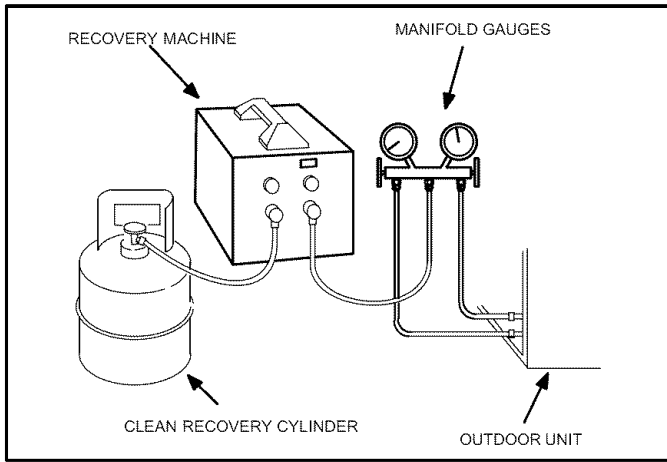 RECOVERY MACHINE
MANIFOLD GAUGES
CLEAN RECOVERY CYLINDER
OUTDOOR UNIT